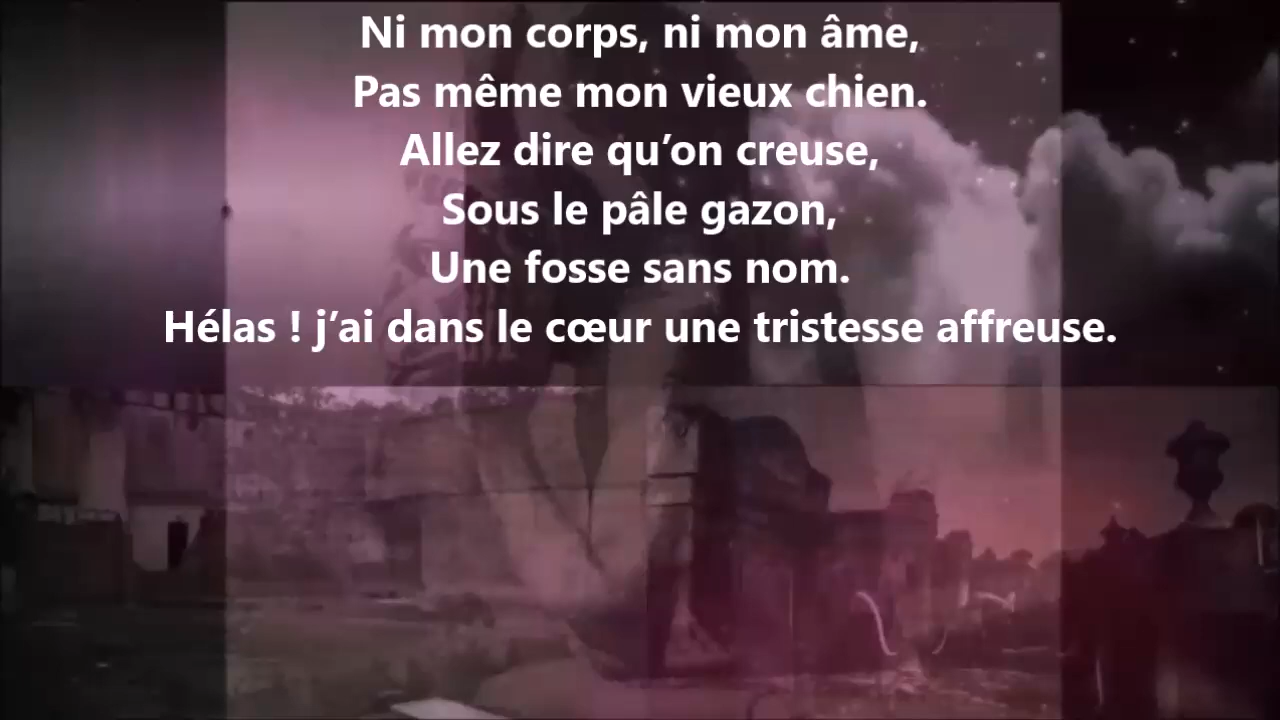 Ni mon corps, ni mon âme,
Pas même mon vieux chien.
Allez dire qu’on creuse,
Sous le pâle gazon,
Une fosse sans nom.
Hélas ! j’ai dans le cœur une tristesse affreuse.